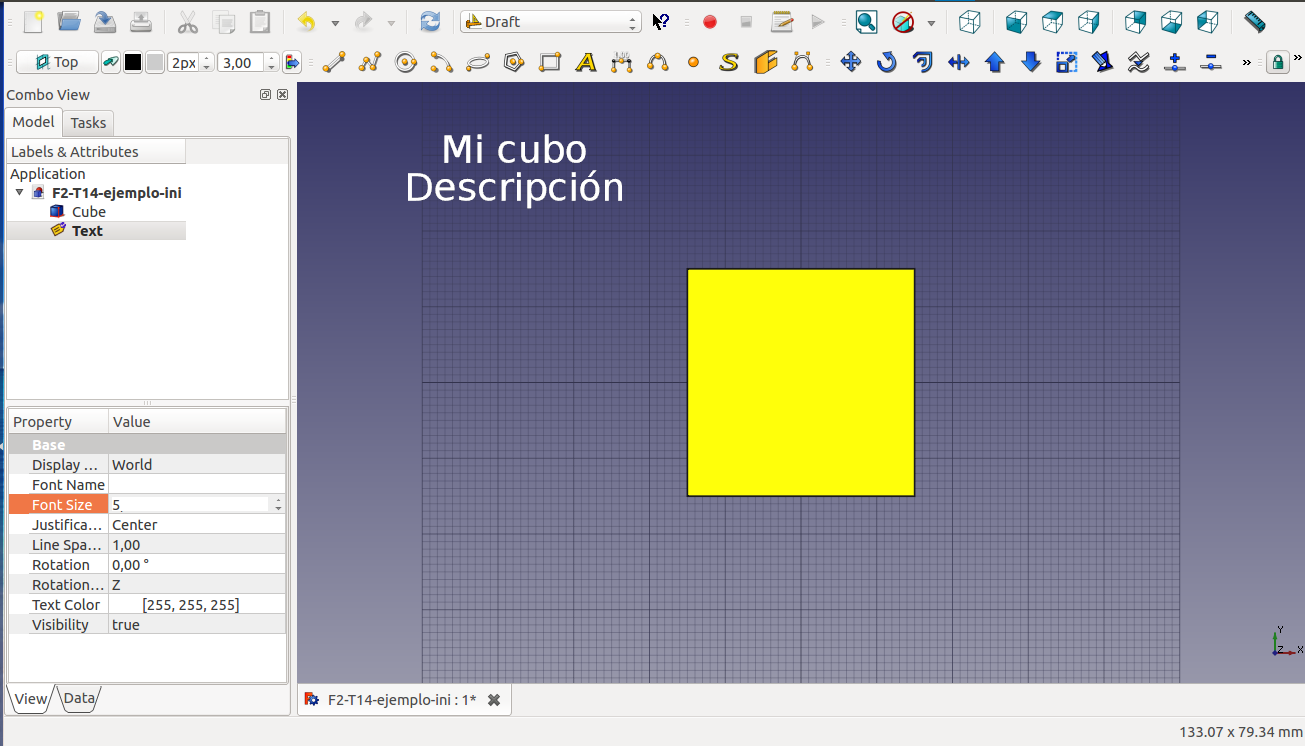 Draft
Top
2px
3,00
Combo View
Model
Tasks
Labels & Attributes
Application
F2-T14-ejemplo-ini
Cube
Text
Mi cubo
Descripción
Property Value
Base
Display ... World
Font Name
Font Size 5
Justifica... Center
Line Spa... 1,00
Rotation 0,00 °
Rotation... Z
Text Color [255, 255, 255]
Visibility true
Y
Z X
View Data
F2-T14-ejemplo-ini : 1*
133.07 x 79.34 mm